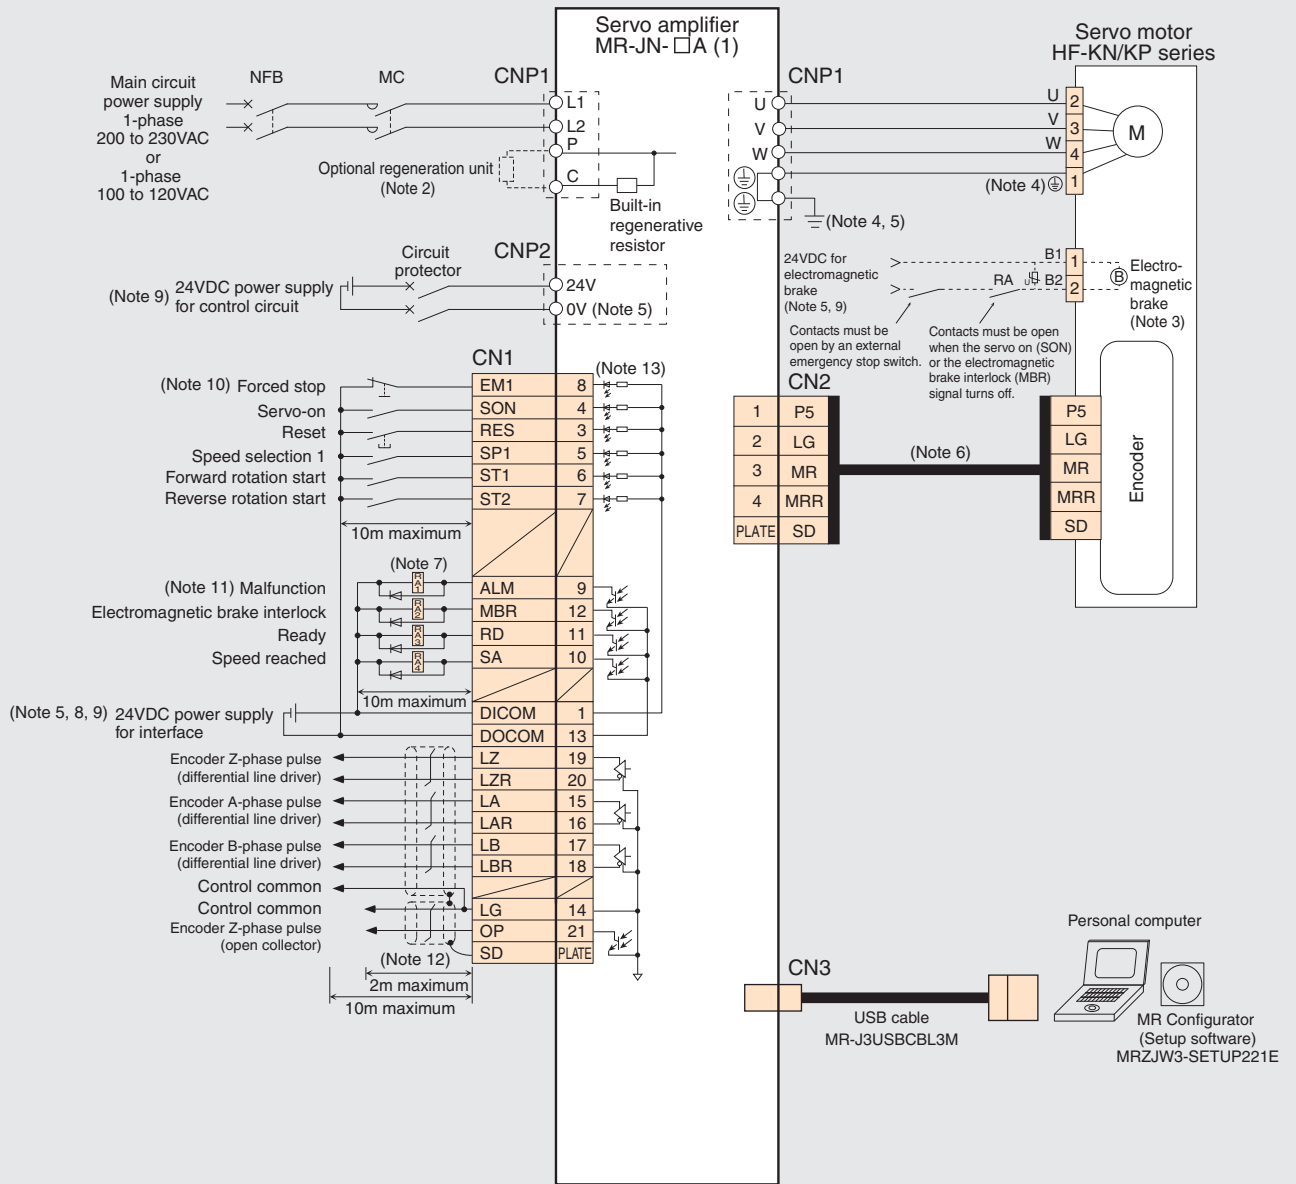 Servo amplifier
MR-JN-□A (1)
Servo motor
HF-KN/KP series
Main circuit
power supply
1-phase
200 to 230VAC
or
1-phase
100 to 120VAC
NFB
MC
CNP1
L1
L2
P
C
Optional regeneration unit
(Note 2)
Built-in
regenerative
resistor
CNP1
U
V
W
U
V
W
2
3
4
1
M
(Note 4)
(Note 4, 5)
CNP2
Circuit
protector
(Note 9) 24VDC power supply
for control circuit
24V
0V (Note 5)
24VDC for
electromagnetic
brake
(Note 5, 9)
RA
U
B1
B2
1
2
B
Electro-
magnetic
brake
(Note 3)
Contacts must be
open by an external
emergency stop switch.
Contacts must be open
when the servo on (SON)
or the electromagnetic
brake interlock (MBR)
signal turns off.
CN1
(Note 13)
(Note 10) Forced stop EM1 8
Servo-on SON 4
Reset RES 3
Speed selection 1 SP1 5
Forward rotation start ST1 6
Reverse rotation start ST2 7
10m maximum
(Note 7)
(Note 11) Malfunction RA1 ALM 9
Electromagnetic brake interlock RA2 MBR 12
Ready RA3 RD 11
Speed reached RA4 SA 10
10m maximum
(Note 5, 8, 9) 24VDC power supply
for interface
DICOM 1
DOCOM 13
Encoder Z-phase pulse
(differential line driver)
LZ 19
LZR 20
Encoder A-phase pulse
(differential line driver)
LA 15
LAR 16
Encoder B-phase pulse
(differential line driver)
LB 17
LBR 18
Control common
Control common LG 14
Encoder Z-phase pulse
(open collector)
OP 21
SD PLATE
(Note 12)
2m maximum
10m maximum
CN2
1 P5
2 LG
3 MR
4 MRR
PLATE SD
(Note 6)
P5
LG
MR
MRR
SD
Encoder
CN3
USB cable
MR-J3USBCBL3M
Personal computer
MR Configurator
(Setup software)
MRZJW3-SETUP221E